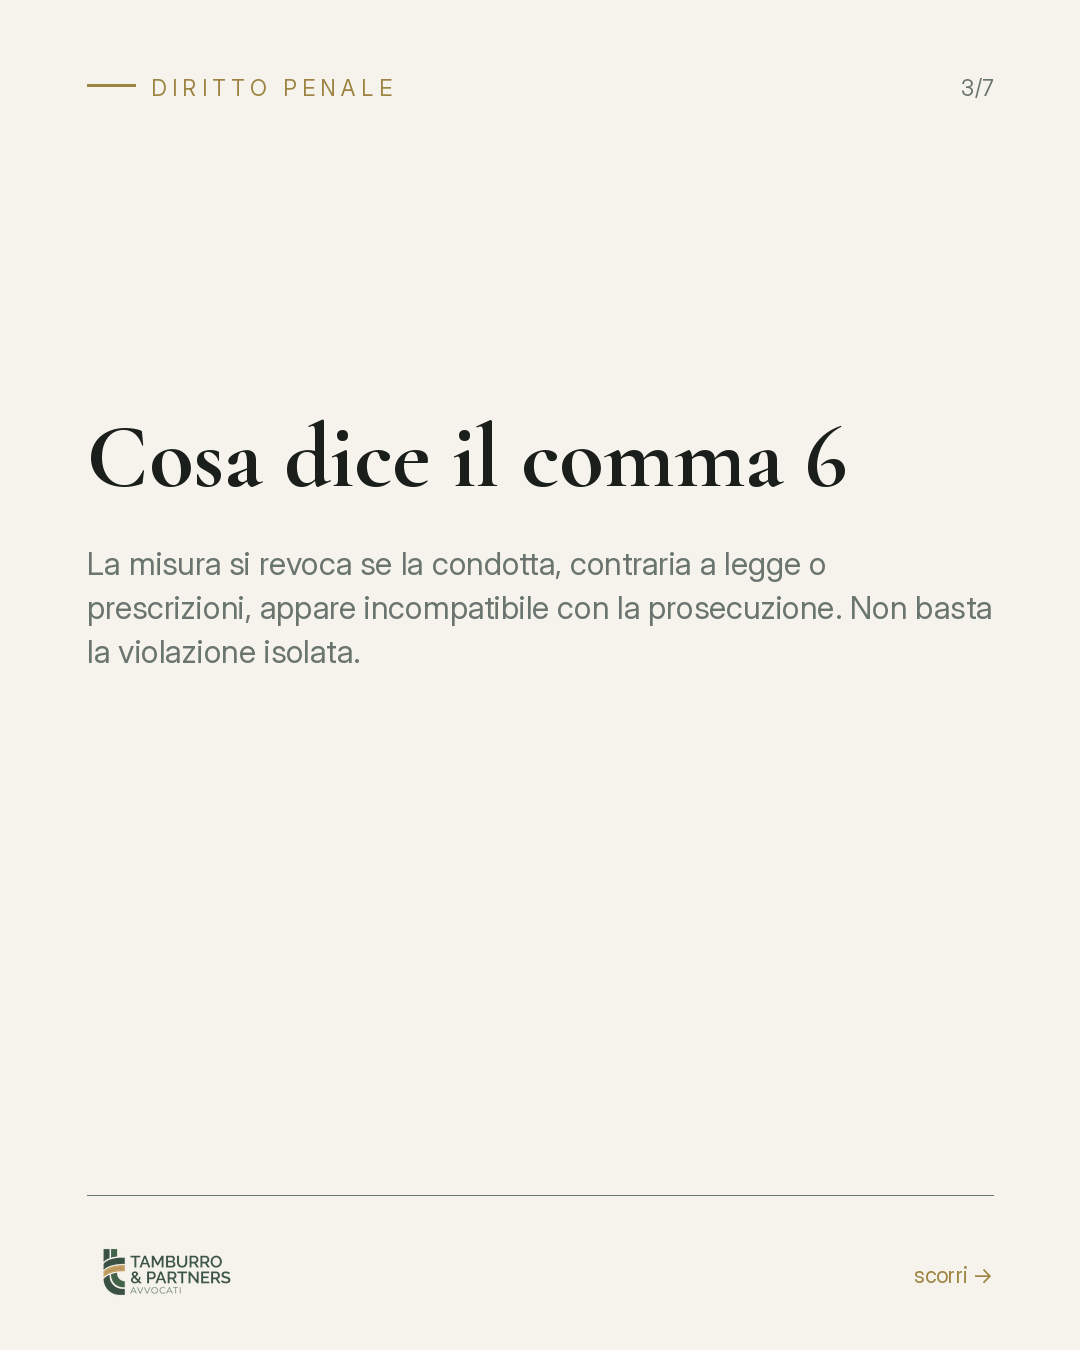 DIRITTO PENALE
3/7
Cosa dice il comma 6
La misura si revoca se la condotta, contraria a legge o
prescrizioni, appare incompatibile con la prosecuzione. Non basta
la violazione isolata.
TAMBURRO
& PARTNERS
AVVOCATI
scorri →